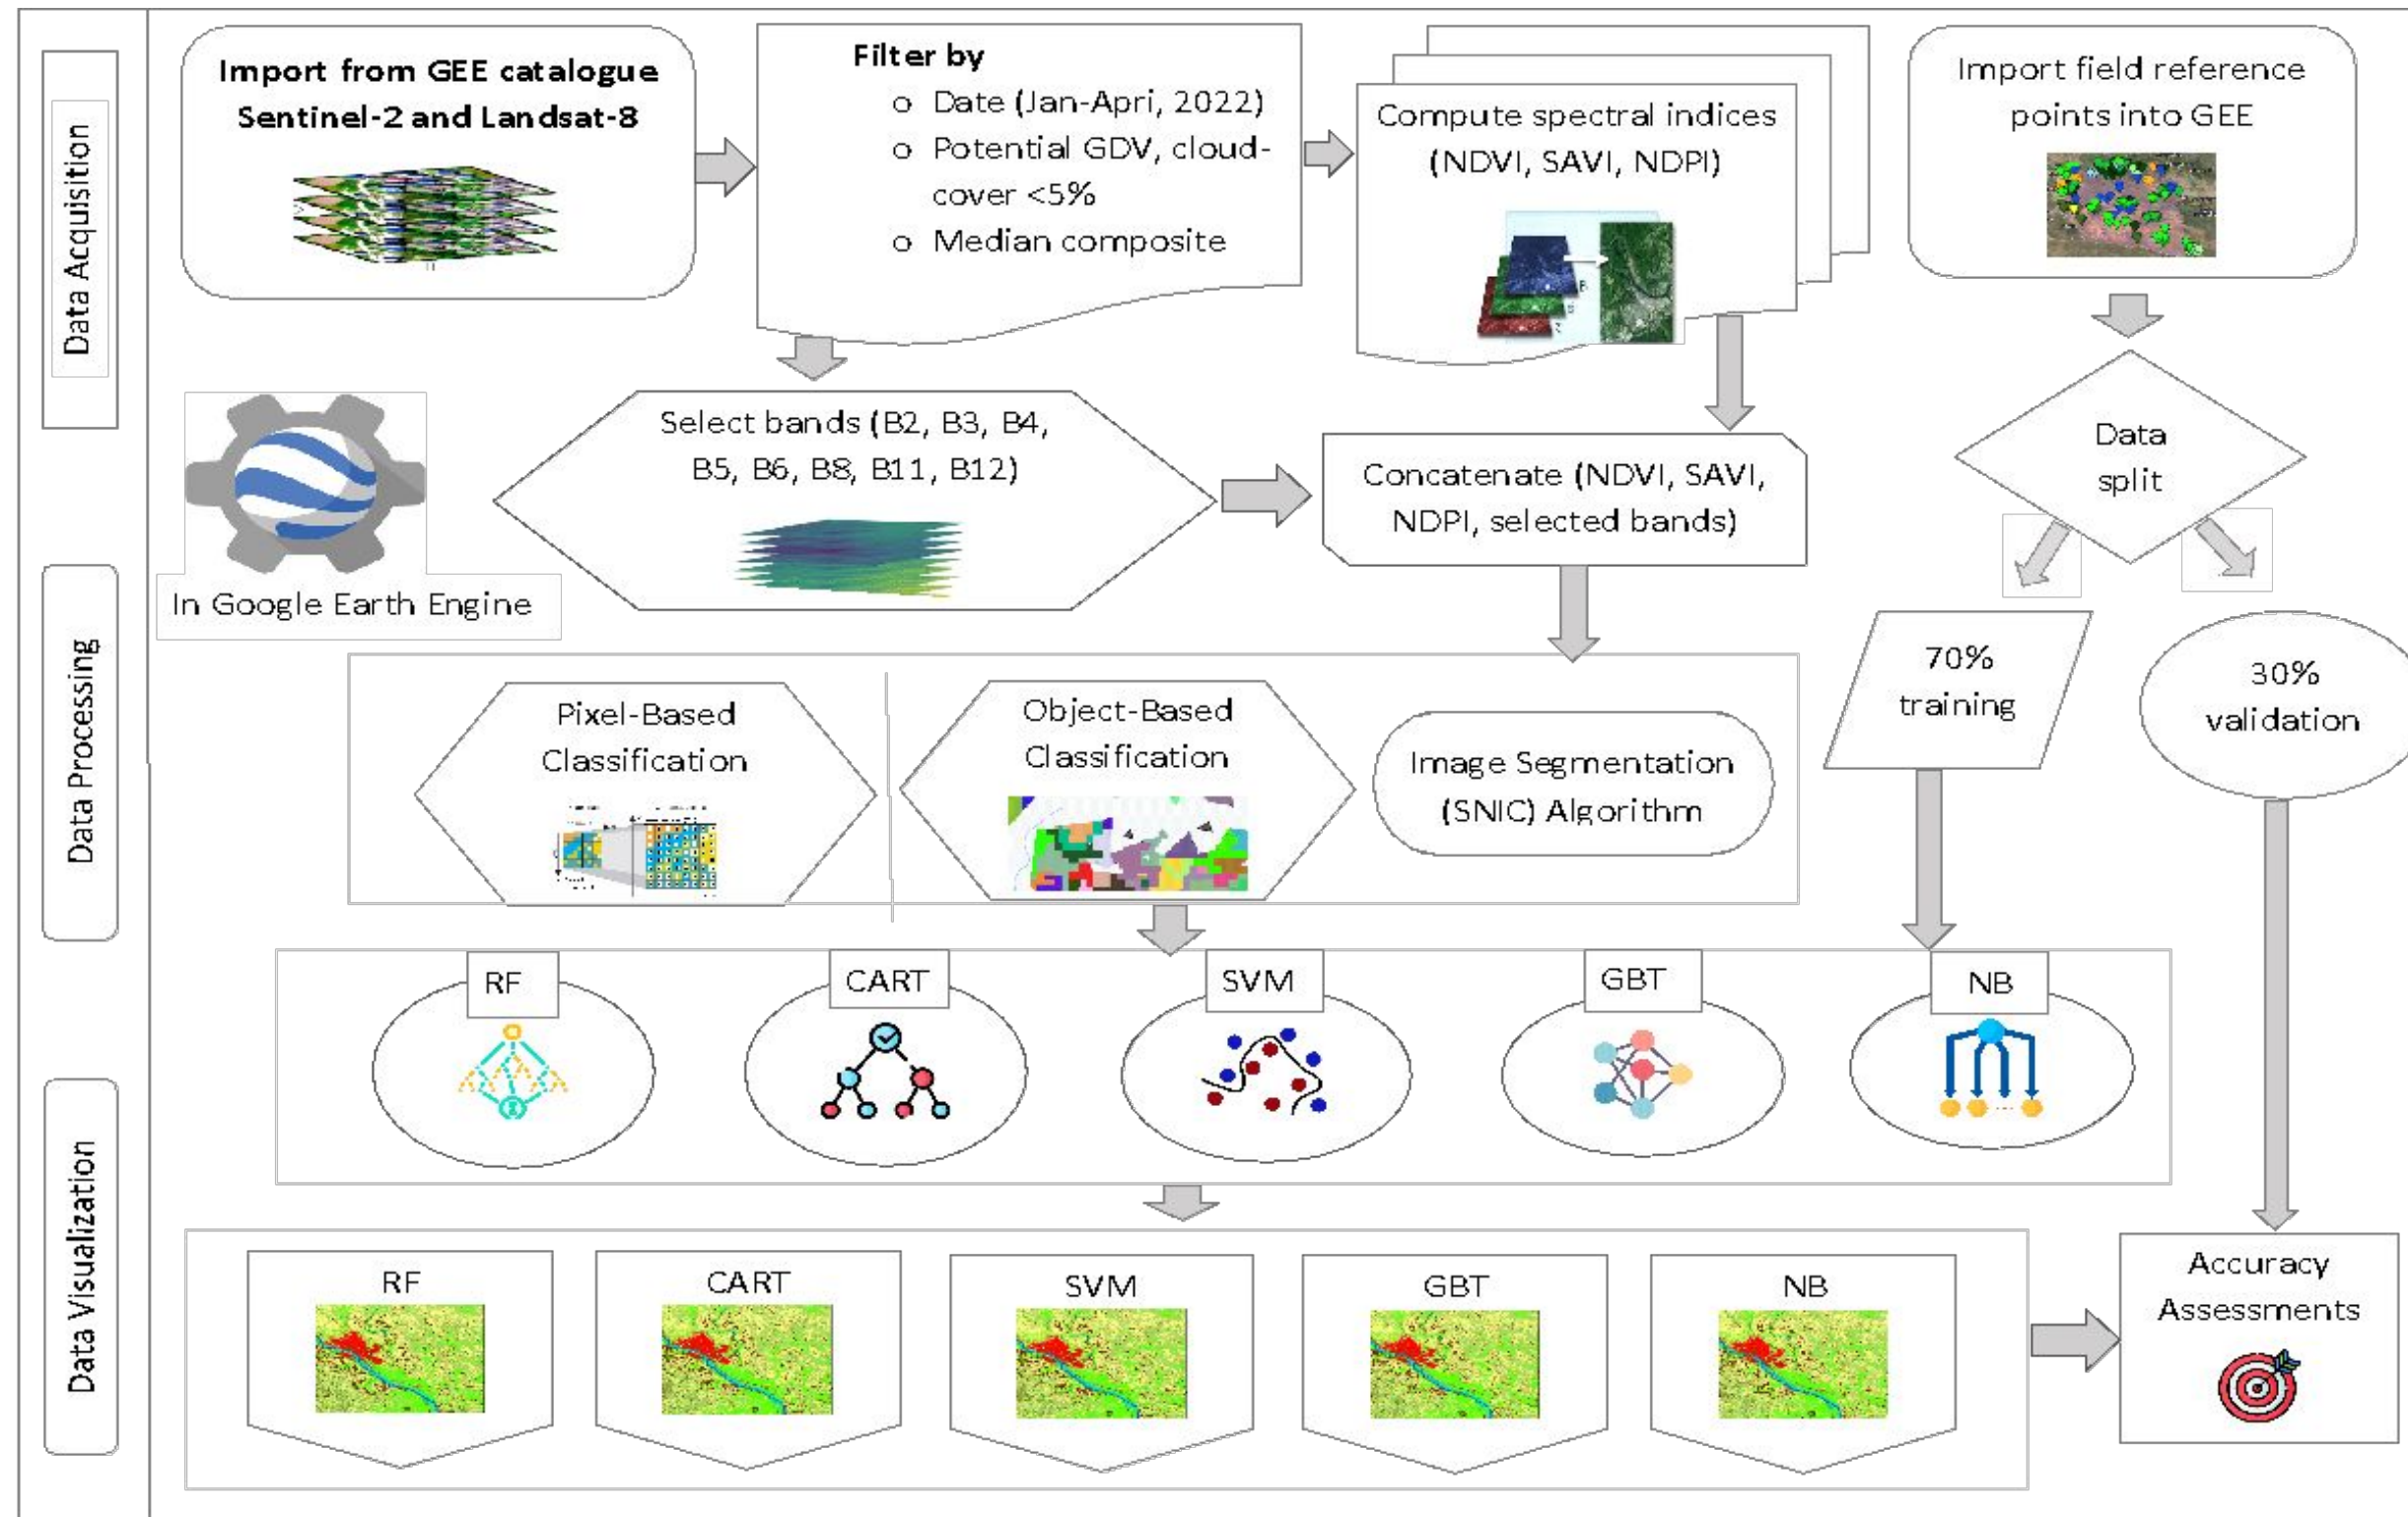 Data Acquisition
Import from GEE catalogue
Sentinel-2 and Landsat-8
Filter by
o Date (Jan-Apri, 2022)
o Potential GDV, cloud-
cover <5%
o Median composite
Compute spectral indices
(NDVI, SAVI, NDPI)
Import field reference
points into GEE
Select bands (B2, B3, B4,
B5, B6, B8, B11, B12)
Concatenate (NDVI, SAVI,
NDPI, selected bands)
Data
split
In Google Earth Engine
Data Processing
Pixel-Based
Classification
Object-Based
Classification
Image Segmentation
(SNIC) Algorithm
70%
training
30%
validation
RF
CART
SVM
GBT
NB
Data Visualization
RF
CART
SVM
GBT
NB
Accuracy
Assessments